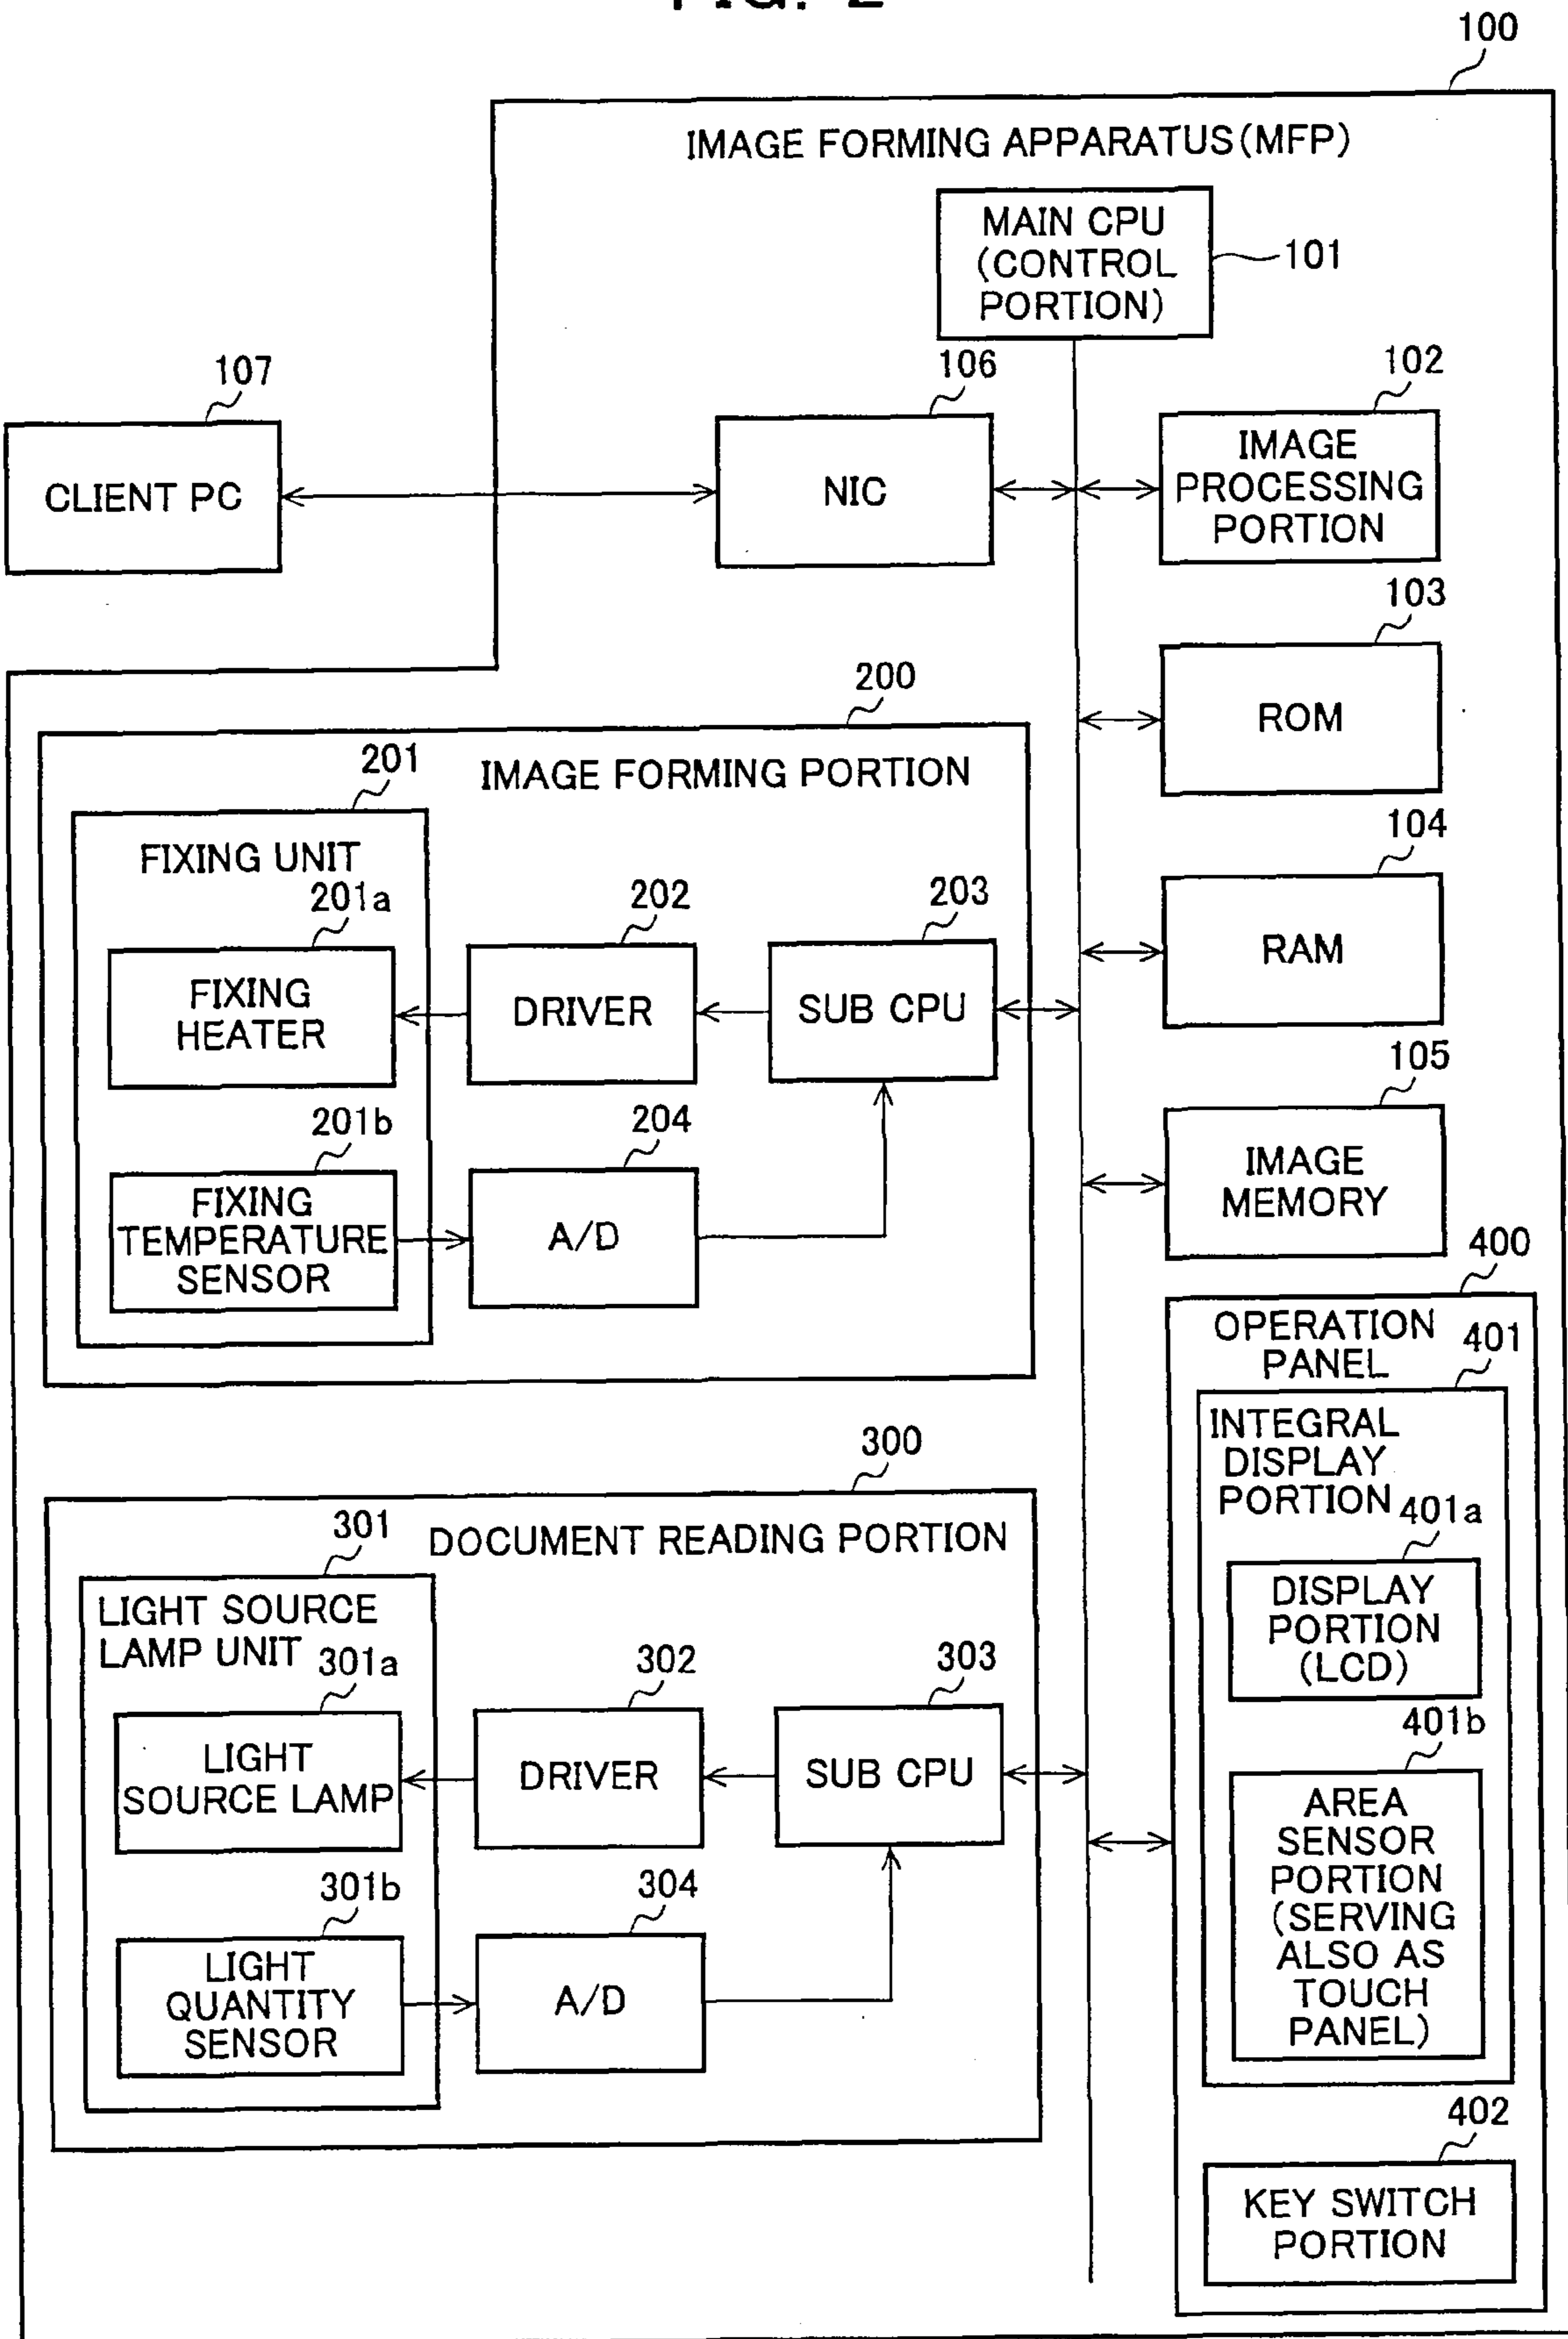 FIG. 2
100
IMAGE FORMING APPARATUS(MFP)
MAIN CPU
(CONTROL
PORTION)
101
107
CLIENT PC
106
NIC
102
IMAGE
PROCESSING
PORTION
103
ROM
104
RAM
105
IMAGE
MEMORY
200
IMAGE FORMING PORTION
201
FIXING UNIT
201a
FIXING
HEATER
202
DRIVER
203
SUB CPU
201b
FIXING
TEMPERATURE
SENSOR
204
A/D
300
DOCUMENT READING PORTION
301
LIGHT SOURCE
LAMP UNIT
301a
LIGHT
SOURCE LAMP
302
DRIVER
303
SUB CPU
301b
LIGHT
QUANTITY
SENSOR
304
A/D
400
OPERATION
PANEL
401
INTEGRAL
DISPLAY
PORTION
401a
DISPLAY
PORTION
(LCD)
401b
AREA
SENSOR
PORTION
(SERVING
ALSO AS
TOUCH
PANEL)
402
KEY SWITCH
PORTION